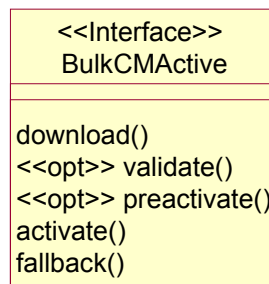 <<Interface>>
BulkCMActive
download()
<<opt>> validate()
<<opt>> preactivate()
activate()
fallback()